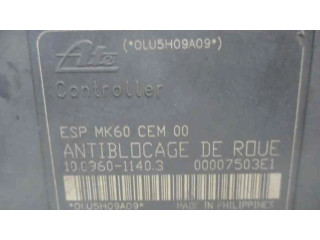 (*OLU5H09A09*)
Ate
Controller
ESP MK60 CEM 00
ANTIBLOCAGE DE ROUE
10.0960-1140.3 00007503E1
*OLU5H09A09* MADE IN PHILIPPINES